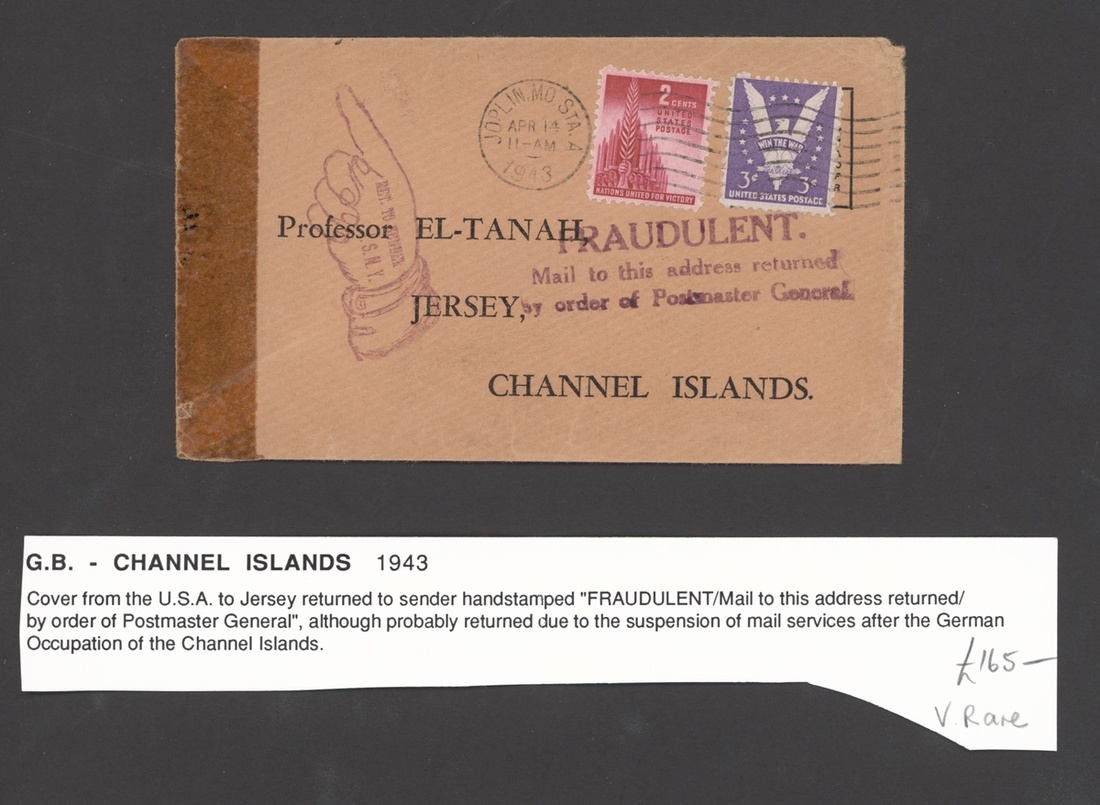 JOPLIN, MO. STA. A
APR 14
11-AM
1943
2 CENTS
UNITED
STATES
POSTAGE
NATIONS UNITED FOR VICTORY
WIN THE WAR
3¢ 3¢
UNITED STATES POSTAGE
RET. TO SENDER
S. N.Y.
Professor EL-TANAH,
FRAUDULENT.
Mail to this address returned
by order of Postmaster General.
JERSEY,
CHANNEL ISLANDS.
G.B. - CHANNEL ISLANDS 1943
Cover from the U.S.A. to Jersey returned to sender handstamped "FRAUDULENT/Mail to this address returned/
by order of Postmaster General", although probably returned due to the suspension of mail services after the German
Occupation of the Channel Islands.
£165—
V. Rare